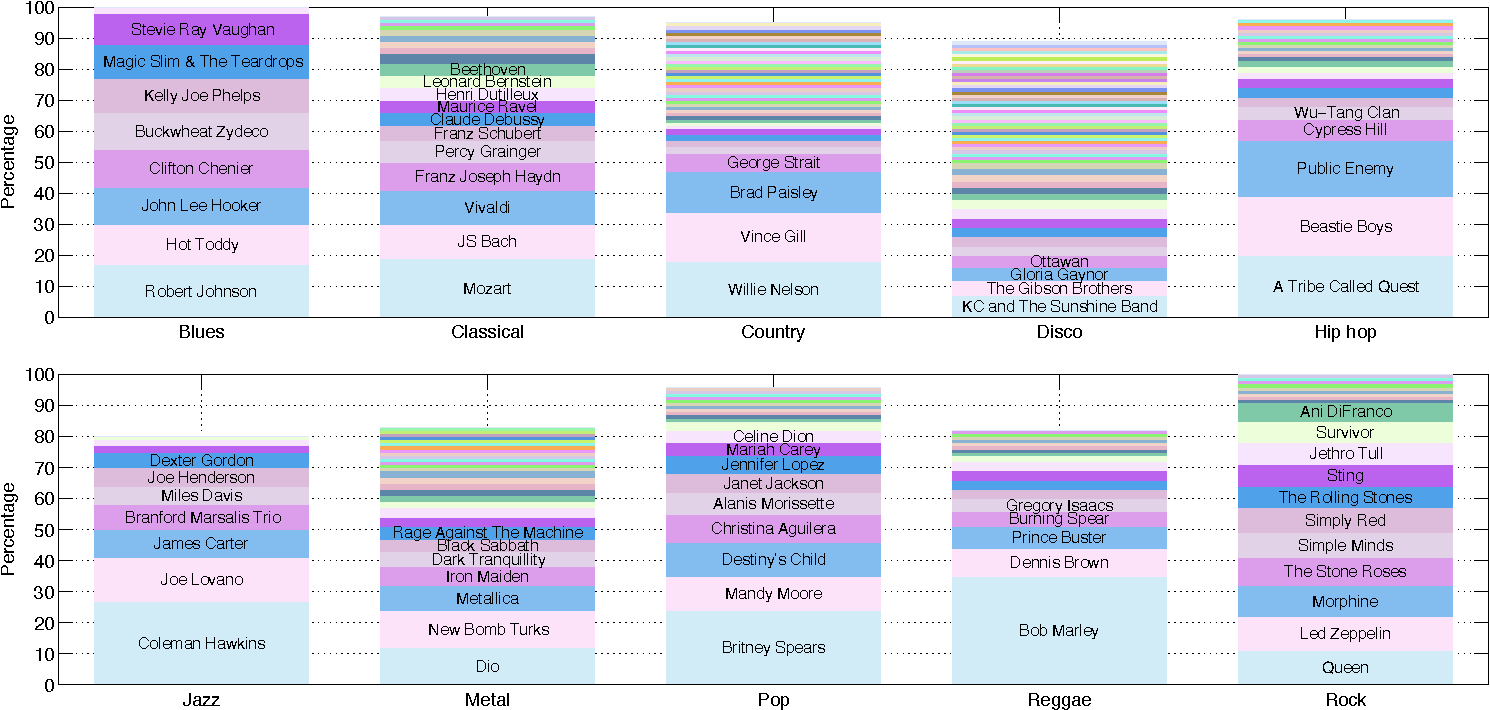 Percentage
100
90
80
70
60
50
40
30
20
10
0
Stevie Ray Vaughan
Magic Slim & The Teardrops
Kelly Joe Phelps
Buckwheat Zydeco
Clifton Chenier
John Lee Hooker
Hot Toddy
Robert Johnson
Blues
Beethoven
Leonard Bernstein
Henri Dutilleux
Maurice Ravel
Claude Debussy
Franz Schubert
Percy Grainger
Franz Joseph Haydn
Vivaldi
JS Bach
Mozart
Classical
George Strait
Brad Paisley
Vince Gill
Willie Nelson
Country
Ottawan
Gloria Gaynor
The Gibson Brothers
KC and The Sunshine Band
Disco
Wu–Tang Clan
Cypress Hill
Public Enemy
Beastie Boys
A Tribe Called Quest
Hip hop
Percentage
100
90
80
70
60
50
40
30
20
10
0
Dexter Gordon
Joe Henderson
Miles Davis
Branford Marsalis Trio
James Carter
Joe Lovano
Coleman Hawkins
Jazz
Rage Against The Machine
Black Sabbath
Dark Tranquillity
Iron Maiden
Metallica
New Bomb Turks
Dio
Metal
Celine Dion
Mariah Carey
Jennifer Lopez
Janet Jackson
Alanis Morissette
Christina Aguilera
Destiny's Child
Mandy Moore
Britney Spears
Pop
Gregory Isaacs
Burning Spear
Prince Buster
Dennis Brown
Bob Marley
Reggae
Ani DiFranco
Survivor
Jethro Tull
Sting
The Rolling Stones
Simply Red
Simple Minds
The Stone Roses
Morphine
Led Zeppelin
Queen
Rock